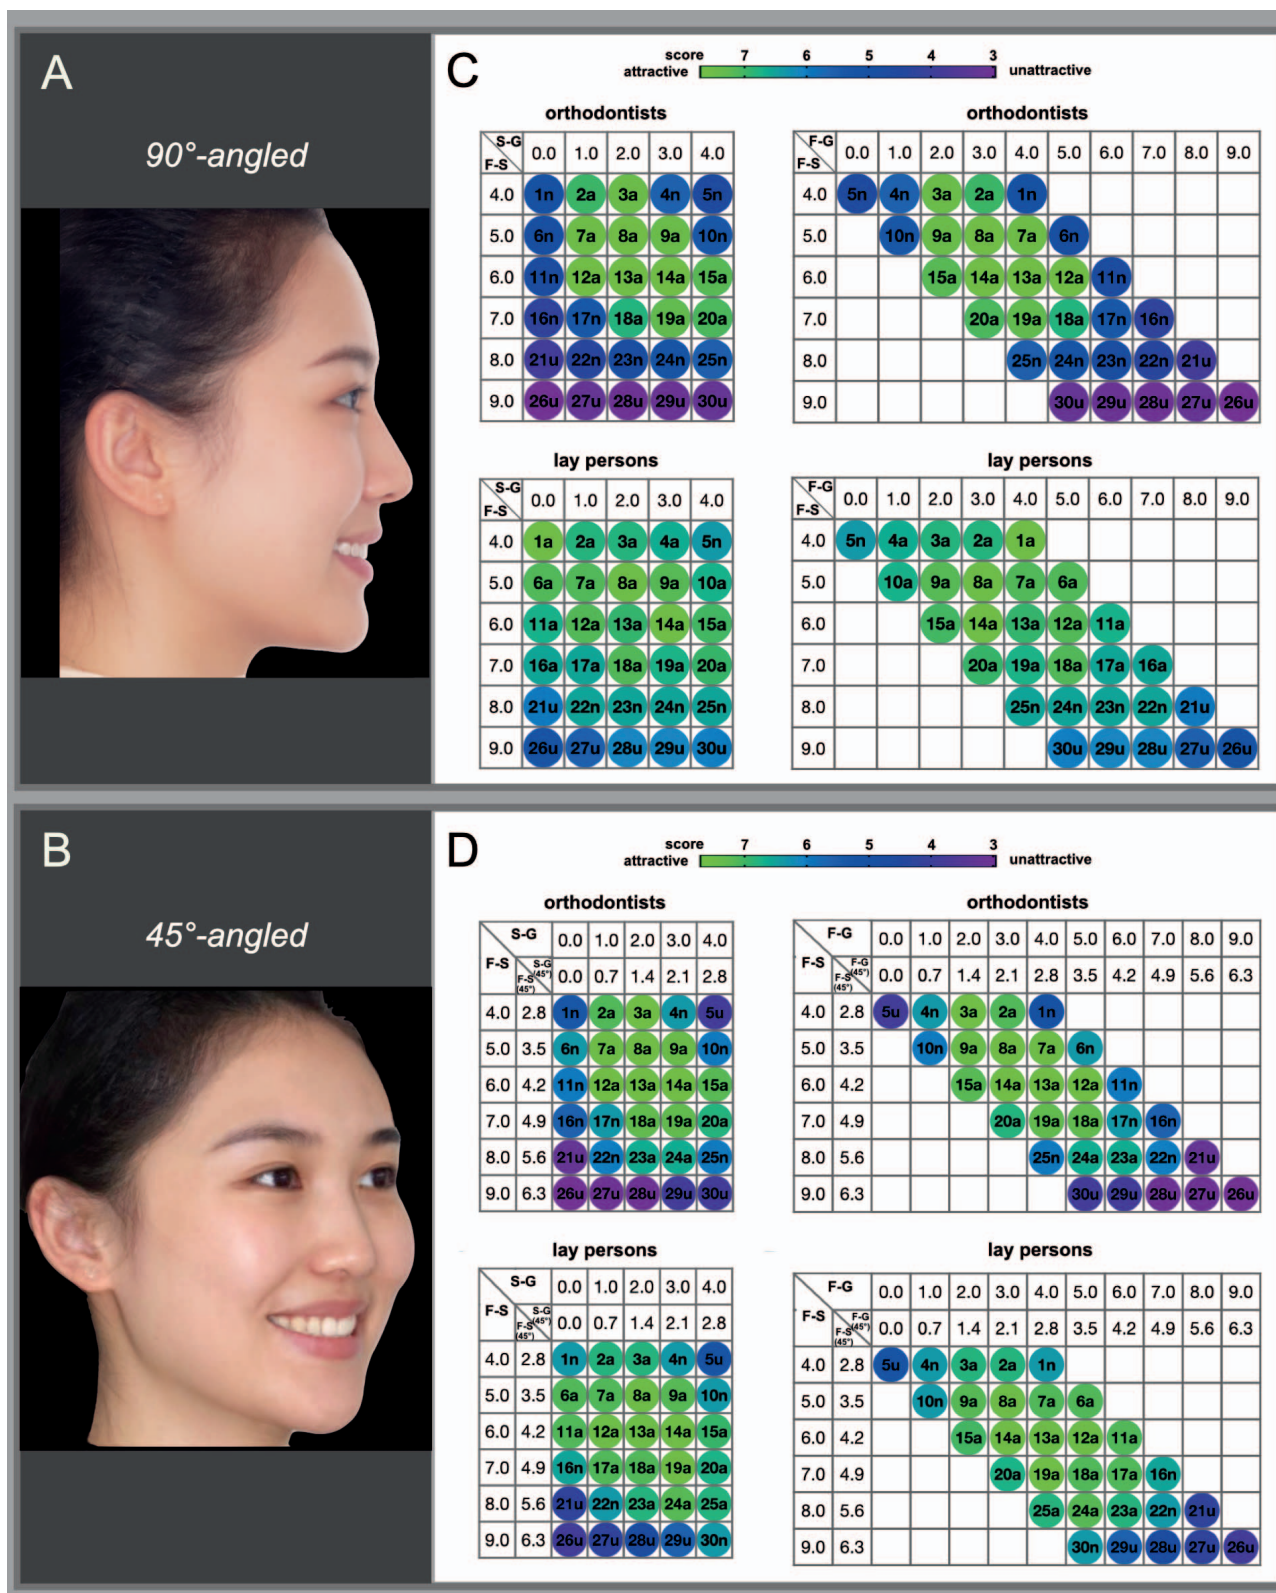 A
90°-angled
C
score 7 6 5 4 3
attractive unattractive
orthodontists
S-G 0.0 1.0 2.0 3.0 4.0
F-S
4.0 1n 2a 3a 4n 5n
5.0 6n 7a 8a 9a 10n
6.0 11n 12a 13a 14a 15a
7.0 16n 17n 18a 19a 20a
8.0 21u 22n 23n 24n 25n
9.0 26u 27u 28u 29u 30u
orthodontists
F-G 0.0 1.0 2.0 3.0 4.0 5.0 6.0 7.0 8.0 9.0
F-S
4.0 5n 4n 3a 2a 1n
5.0 10n 9a 8a 7a 6n
6.0 15a 14a 13a 12a 11n
7.0 20a 19a 18a 17n 16n
8.0 25n 24n 23n 22n 21u
9.0 30u 29u 28u 27u 26u
lay persons
S-G 0.0 1.0 2.0 3.0 4.0
F-S
4.0 1a 2a 3a 4a 5n
5.0 6a 7a 8a 9a 10a
6.0 11a 12a 13a 14a 15a
7.0 16a 17a 18a 19a 20a
8.0 21u 22n 23n 24n 25n
9.0 26u 27u 28u 29u 30u
lay persons
F-G 0.0 1.0 2.0 3.0 4.0 5.0 6.0 7.0 8.0 9.0
F-S
4.0 5n 4a 3a 2a 1a
5.0 10a 9a 8a 7a 6a
6.0 15a 14a 13a 12a 11a
7.0 20a 19a 18a 17a 16a
8.0 25n 24n 23n 22n 21u
9.0 30u 29u 28u 27u 26u
B
45°-angled
D
score 7 6 5 4 3
attractive unattractive
orthodontists
S-G 0.0 1.0 2.0 3.0 4.0
F-S
S-G (45°) 0.0 0.7 1.4 2.1 2.8
F-S (45°)
4.0 2.8 1n 2a 3a 4n 5u
5.0 3.5 6n 7a 8a 9a 10n
6.0 4.2 11n 12a 13a 14a 15a
7.0 4.9 16n 17n 18a 19a 20a
8.0 5.6 21u 22n 23a 24a 25n
9.0 6.3 26u 27u 28u 29u 30u
orthodontists
F-G 0.0 1.0 2.0 3.0 4.0 5.0 6.0 7.0 8.0 9.0
F-S
F-G (45°) 0.0 0.7 1.4 2.1 2.8 3.5 4.2 4.9 5.6 6.3
F-S (45°)
4.0 2.8 5u 4n 3a 2a 1n
5.0 3.5 10n 9a 8a 7a 6n
6.0 4.2 15a 14a 13a 12a 11n
7.0 4.9 20a 19a 18a 17n 16n
8.0 5.6 25n 24a 23a 22n 21u
9.0 6.3 30u 29u 28u 27u 26u
lay persons
S-G 0.0 1.0 2.0 3.0 4.0
F-S
S-G (45°) 0.0 0.7 1.4 2.1 2.8
F-S (45°)
4.0 2.8 1n 2a 3a 4n 5u
5.0 3.5 6a 7a 8a 9a 10n
6.0 4.2 11a 12a 13a 14a 15a
7.0 4.9 16n 17a 18a 19a 20a
8.0 5.6 21u 22n 23a 24a 25a
9.0 6.3 26u 27u 28u 29u 30n
lay persons
F-G 0.0 1.0 2.0 3.0 4.0 5.0 6.0 7.0 8.0 9.0
F-S
F-G (45°) 0.0 0.7 1.4 2.1 2.8 3.5 4.2 4.9 5.6 6.3
F-S (45°)
4.0 2.8 5u 4n 3a 2a 1n
5.0 3.5 10n 9a 8a 7a 6a
6.0 4.2 15a 14a 13a 12a 11a
7.0 4.9 20a 19a 18a 17a 16n
8.0 5.6 25a 24a 23a 22n 21u
9.0 6.3 30n 29u 28u 27u 26u